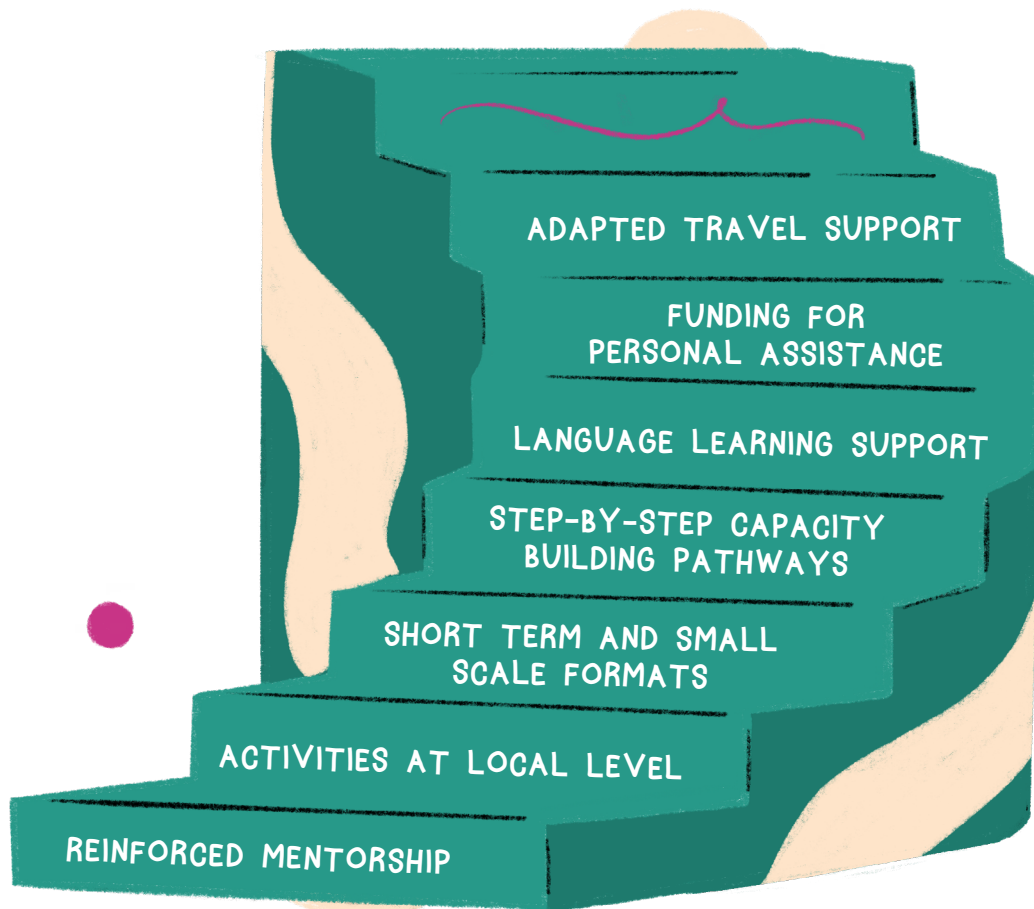 ADAPTED TRAVEL SUPPORT
FUNDING FOR
PERSONAL ASSISTANCE
LANGUAGE LEARNING SUPPORT
STEP-BY-STEP CAPACITY
BUILDING PATHWAYS
SHORT TERM AND SMALL
SCALE FORMATS
ACTIVITIES AT LOCAL LEVEL
REINFORCED MENTORSHIP